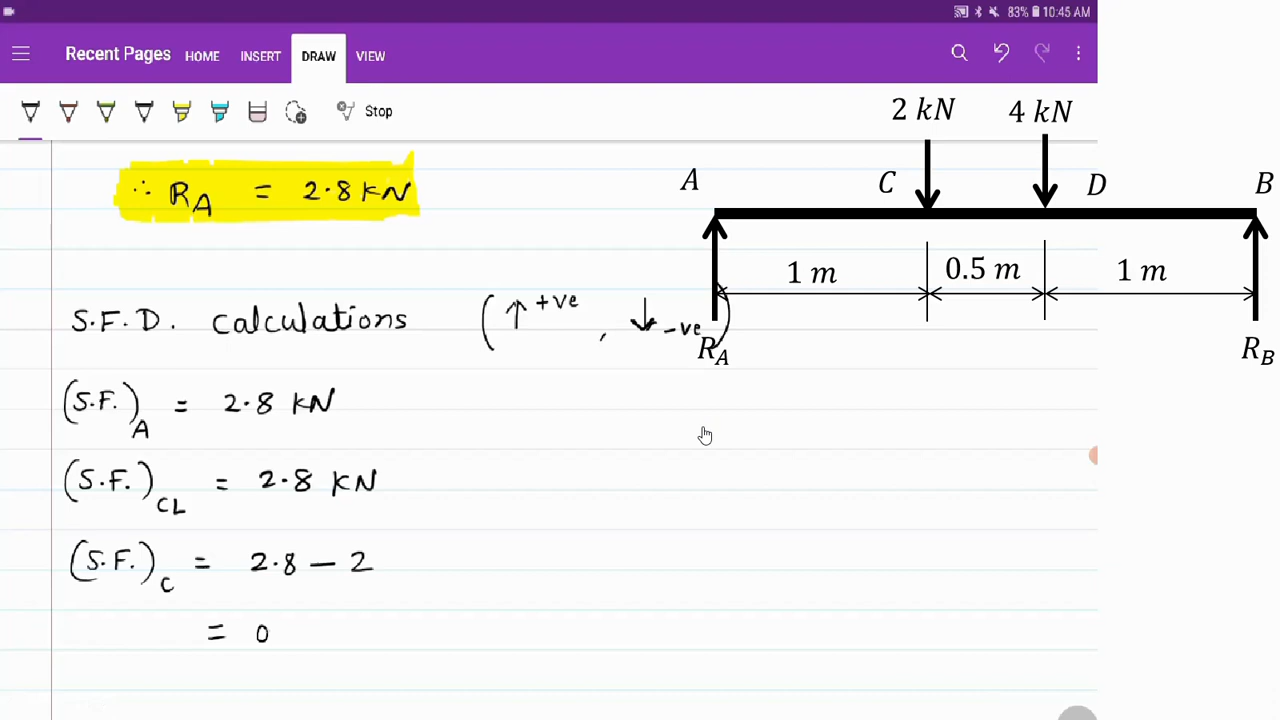 83% 10:45 AM
Recent Pages HOME INSERT DRAW VIEW
Stop
∴ R_A = 2.8 kN
S.F.D. Calculations (↑ +ve , ↓ -ve)
(S.F.)_A = 2.8 kN
(S.F.)_CL = 2.8 kN
(S.F.)_C = 2.8 – 2
= 0
2 kN 4 kN
A C D B
1 m 0.5 m 1 m
R_A R_B